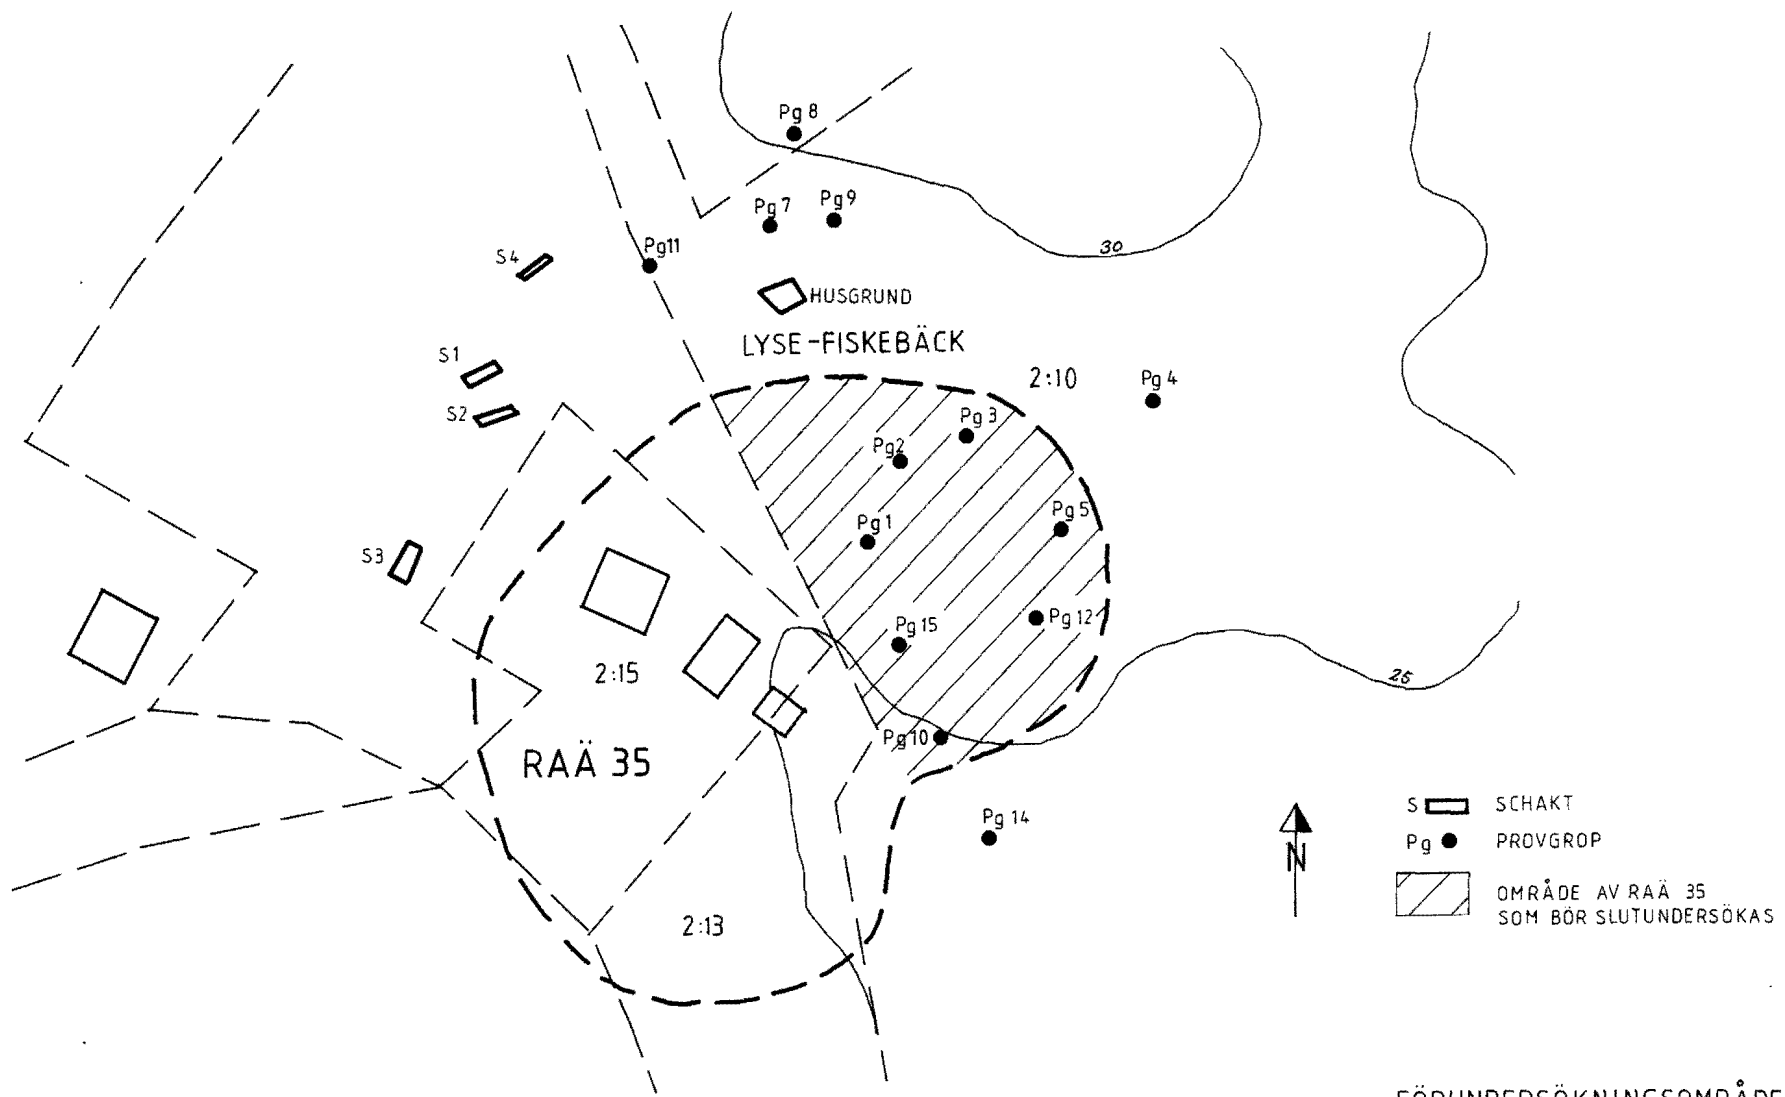 Pg 8
Pg 7
Pg 9
S4
Pg11
30
HUSGRUND
LYSE-FISKEBÄCK
S1
2:10
Pg 4
S2
Pg 3
Pg2
Pg 5
Pg 1
S3
Pg 12
Pg 15
2:15
25
Pg10
RAÄ 35
Pg 14
2:13
N
S SCHAKT
Pg PROVGROP
OMRÅDE AV RAÄ 35
SOM BÖR SLUTUNDERSÖKAS
FÖRUNDERSÖKNINGSOMRÅDE